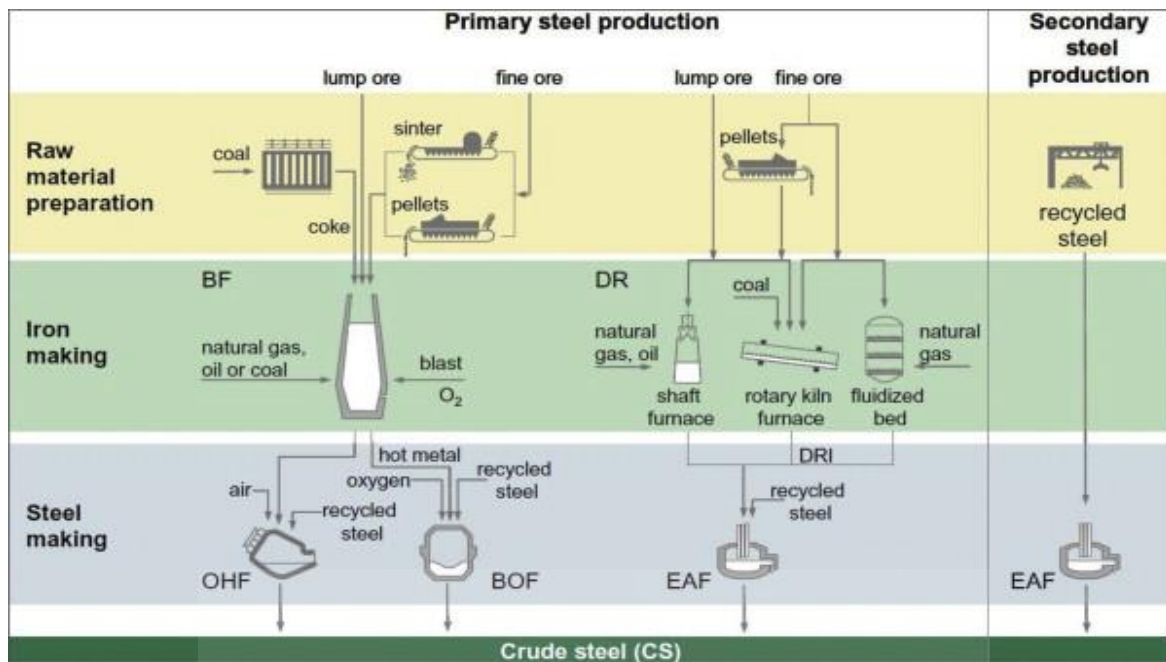 Primary steel production
Secondary
steel
production
lump ore
fine ore
lump ore
fine ore
Raw
material
preparation
coal
coke
sinter
pellets
pellets
recycled
steel
Iron
making
BF
natural gas,
oil or coal
blast
O₂
DR
coal
natural
gas, oil
natural
gas
shaft
furnace
rotary kiln
furnace
fluidized
bed
Steel
making
hot metal
oxygen
recycled
steel
air
recycled
steel
DRI
recycled
steel
OHF
BOF
EAF
EAF
Crude steel (CS)